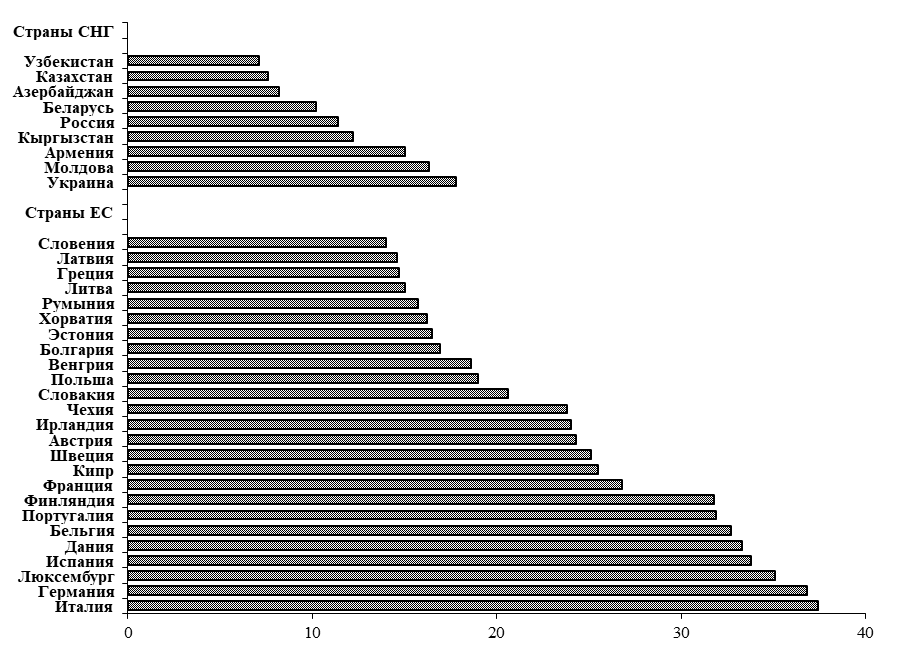 Страны СНГ
Узбекистан
Казахстан
Азербайджан
Беларусь
Россия
Кыргызстан
Армения
Молдова
Украина
Страны ЕС
Словения
Латвия
Греция
Литва
Румыния
Хорватия
Эстония
Болгария
Венгрия
Польша
Словакия
Чехия
Ирландия
Австрия
Швеция
Кипр
Франция
Финляндия
Португалия
Бельгия
Дания
Испания
Люксембург
Германия
Италия
0 10 20 30 40